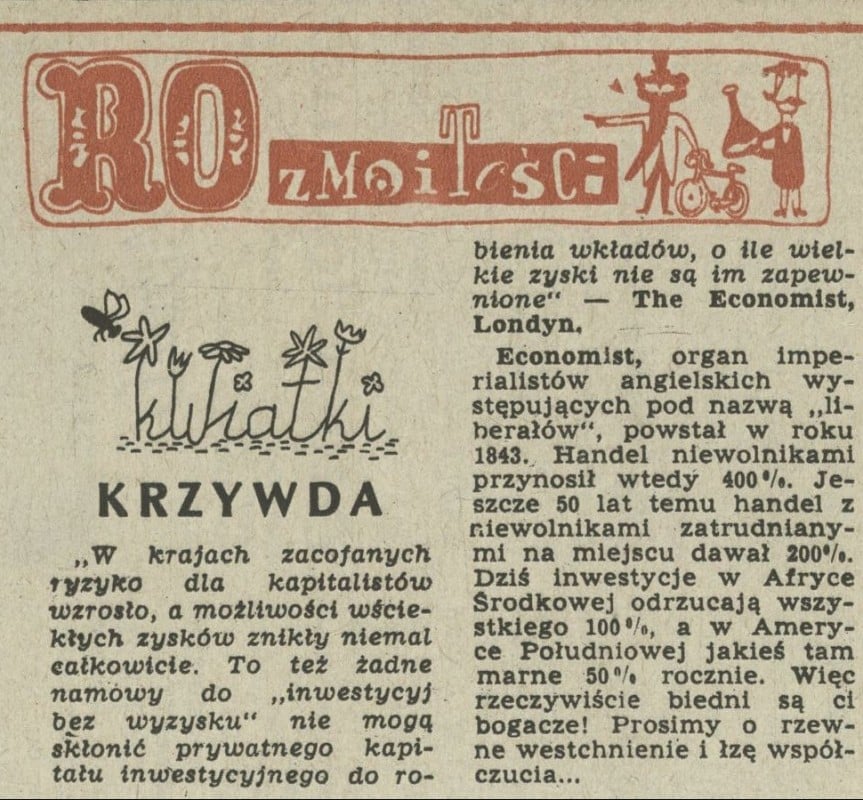 ROzmaitości
kwiatki
KRZYWDA
„W krajach zacofanych
ryzyko dla kapitalistów
wzrosło, a możliwości wście-
kłych zysków znikły niemal
całkowicie. To też żadne
namowy do „inwestycyj
bez wyzysku" nie mogą
skłonić prywatnego kapi-
tału inwestycyjnego do ro-
bienia wkładów, o ile wiel-
kie zyski nie są im zapew-
nione" — The Economist,
Londyn.
Economist, organ impe-
rialistów angielskich wy-
stępujących pod nazwą „li-
berałów", powstał w roku
1843. Handel niewolnikami
przynosił wtedy 400%. Je-
szcze 50 lat temu handel z
niewolnikami zatrudniany-
mi na miejscu dawał 200%.
Dziś inwestycje w Afryce
Środkowej odrzucają wszy-
stkiego 100%, a w Amery-
ce Południowej jakieś tam
marne 50% rocznie. Więc
rzeczywiście biedni są ci
bogacze! Prosimy o rzew-
ne westchnienie i łzę współ-
czucia...